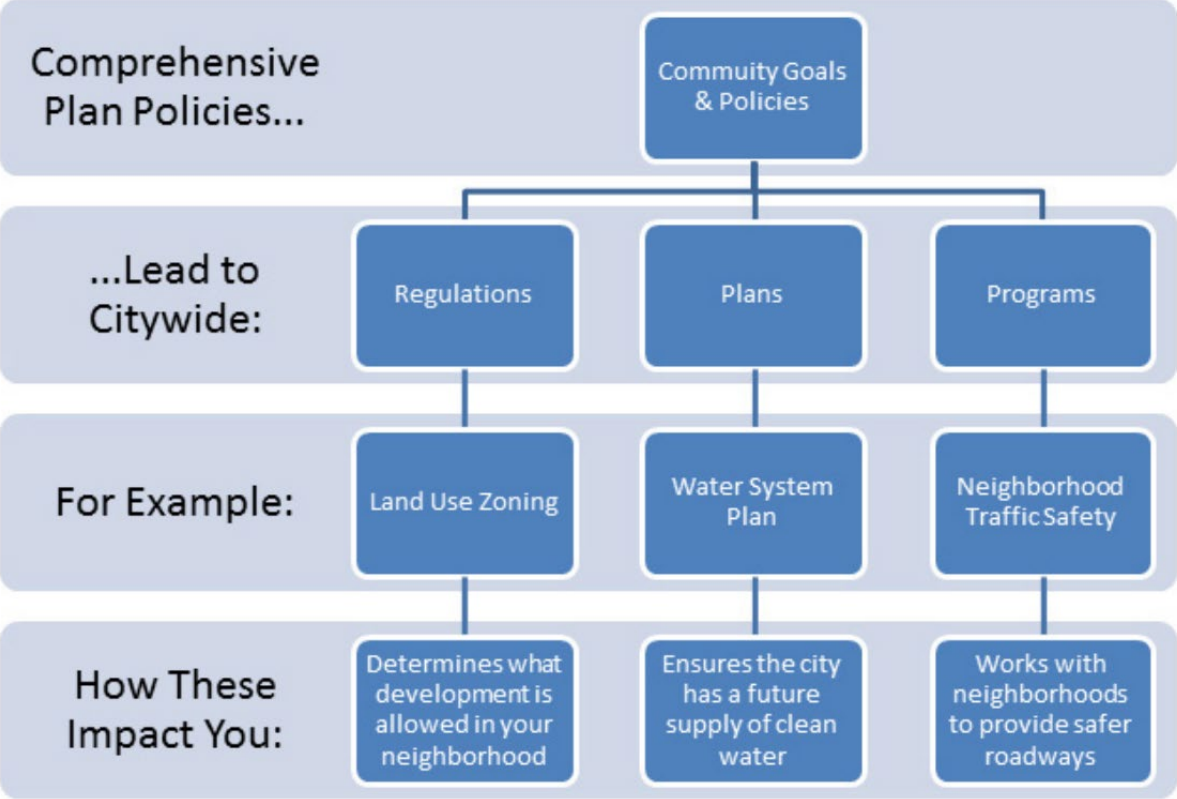 Comprehensive
Plan Policies...
Commuity Goals
& Policies
...Lead to
Citywide:
Regulations
Plans
Programs
For Example:
Land Use Zoning
Water System
Plan
Neighborhood
Traffic Safety
How These
Impact You:
Determines what
development is
allowed in your
neighborhood
Ensures the city
has a future
supply of clean
water
Works with
neighborhoods
to provide safer
roadways